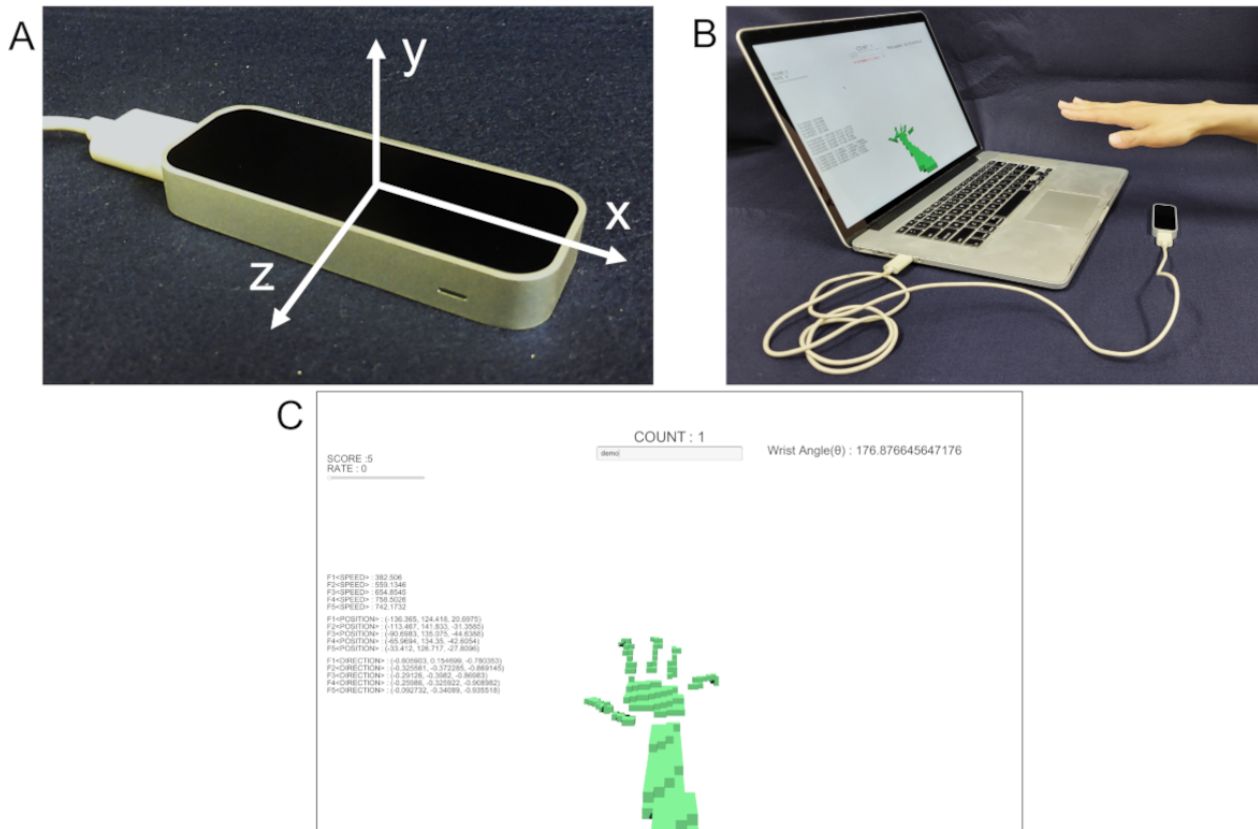 A
y
x
z
B
C
COUNT : 1
demo
Wrist Angle(θ) : 176.876645647176
SCORE :5
RATE : 0
F1<SPEED> : 382.506
F2<SPEED> : 559.1346
F3<SPEED> : 654.8545
F4<SPEED> : 758.5026
F5<SPEED> : 742.1732
F1<POSITION> : (-136.365, 124.418, 20.6975)
F2<POSITION> : (-113.467, 141.833, -31.3585)
F3<POSITION> : (-90.6983, 135.075, -44.6388)
F4<POSITION> : (-65.9694, 134.35, -42.6054)
F5<POSITION> : (-33.412, 126.717, -27.8096)
F1<DIRECTION> : (-0.605903, 0.154699, -0.780353)
F2<DIRECTION> : (-0.325581, -0.372285, -0.869145)
F3<DIRECTION> : (-0.29126, -0.3982, -0.86983)
F4<DIRECTION> : (-0.25986, -0.325922, -0.908982)
F5<DIRECTION> : (-0.092732, -0.34089, -0.935518)